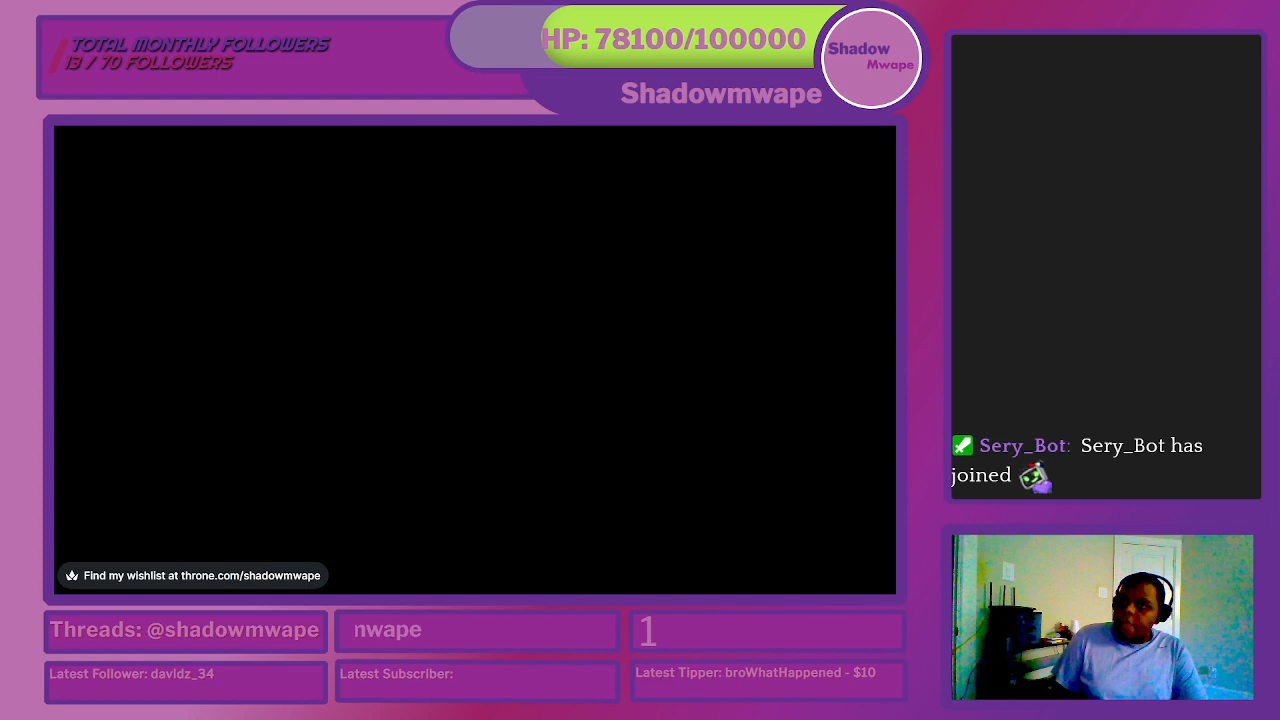 TOTAL MONTHLY FOLLOWERS
13 / 70 FOLLOWERS
HP: 78100/100000
Shadow
Mwape
Shadowmwape
Sery_Bot: Sery_Bot has
joined
Find my wishlist at throne.com/shadowmwape
Threads: @shadowmwape
mwape
1
Latest Follower: davidz_34
Latest Subscriber:
Latest Tipper: broWhatHappened - $10